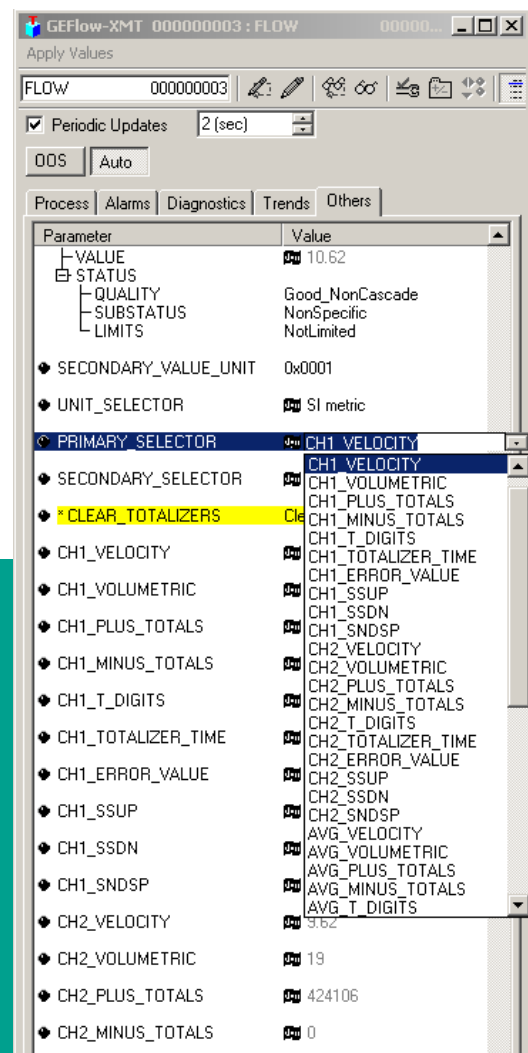 GEFlow-XMT 000000003 : FLOW 00000...
Apply Values
FLOW 000000003
Periodic Updates 2 (sec)
OOS Auto
Process Alarms Diagnostics Trends Others
Parameter Value
VALUE 10.62
STATUS
QUALITY Good_NonCascade
SUBSTATUS NonSpecific
LIMITS NotLimited
SECONDARY_VALUE_UNIT 0x0001
UNIT_SELECTOR SI metric
PRIMARY_SELECTOR CH1_VELOCITY
SECONDARY_SELECTOR
* CLEAR_TOTALIZERS Cle
CH1_VELOCITY
CH1_VOLUMETRIC
CH1_PLUS_TOTALS
CH1_MINUS_TOTALS
CH1_T_DIGITS
CH1_TOTALIZER_TIME
CH1_ERROR_VALUE
CH1_SSUP
CH1_SSDN
CH1_SNDSP
CH2_VELOCITY 9.62
CH2_VOLUMETRIC 19
CH2_PLUS_TOTALS 424106
CH2_MINUS_TOTALS 0
CH1_VELOCITY
CH1_VOLUMETRIC
CH1_PLUS_TOTALS
CH1_MINUS_TOTALS
CH1_T_DIGITS
CH1_TOTALIZER_TIME
CH1_ERROR_VALUE
CH1_SSUP
CH1_SSDN
CH1_SNDSP
CH2_VELOCITY
CH2_VOLUMETRIC
CH2_PLUS_TOTALS
CH2_MINUS_TOTALS
CH2_T_DIGITS
CH2_TOTALIZER_TIME
CH2_ERROR_VALUE
CH2_SSUP
CH2_SSDN
CH2_SNDSP
AVG_VELOCITY
AVG_VOLUMETRIC
AVG_PLUS_TOTALS
AVG_MINUS_TOTALS
AVG_T_DIGITS